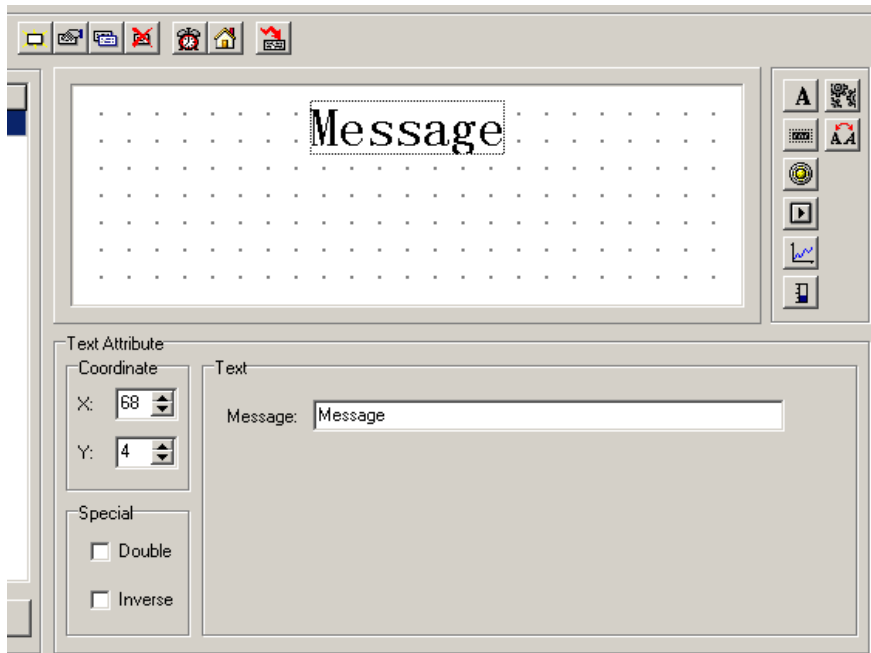 Message
A
A A
Text Attribute
Coordinate
X: 68
Y: 4
Text
Message: Message
Special
Double
Inverse